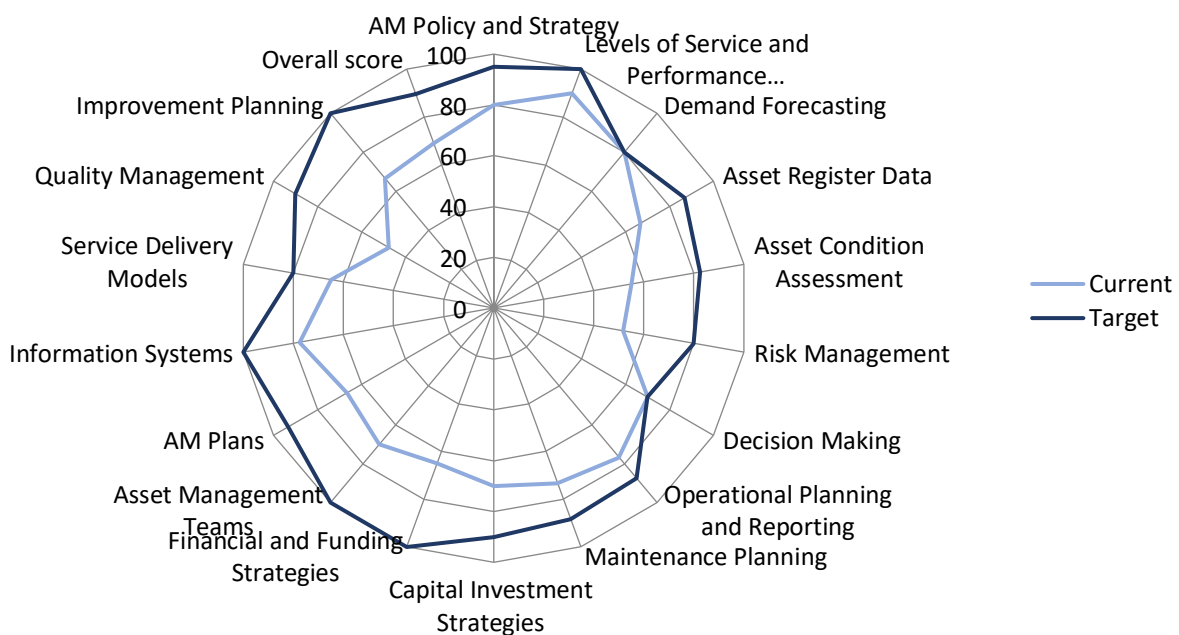 AM Policy and Strategy
Levels of Service and
Performance...
Demand Forecasting
Asset Register Data
Asset Condition
Assessment
Risk Management
Decision Making
Operational Planning
and Reporting
Maintenance Planning
Capital Investment
Strategies
Financial and Funding
Strategies
Asset Management
Teams
AM Plans
Information Systems
Service Delivery
Models
Quality Management
Improvement Planning
Overall score
100
80
60
40
20
0
Current
Target